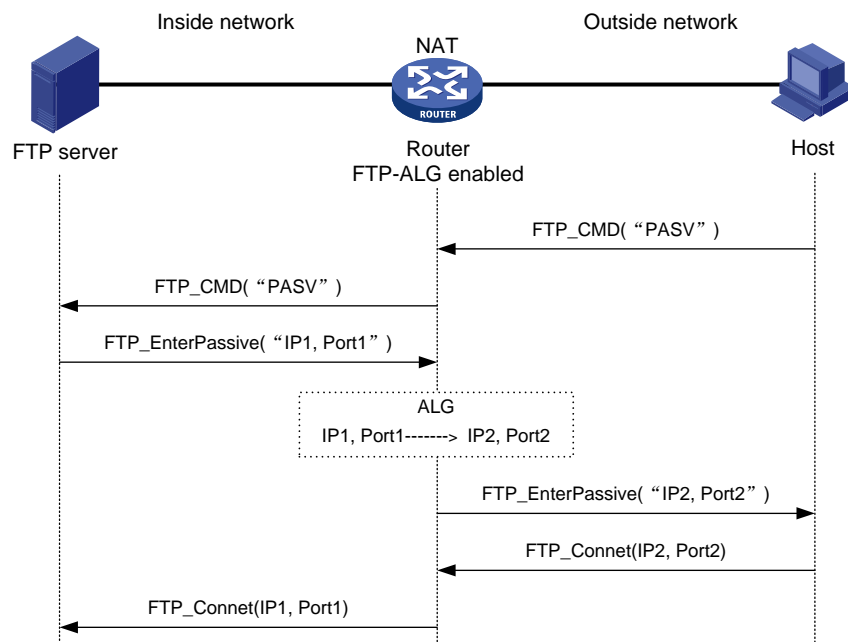 Inside network
Outside network
NAT
ROUTER
FTP server
Router
FTP-ALG enabled
Host
FTP_CMD( “PASV” )
FTP_CMD( “PASV” )
FTP_EnterPassive( “IP1, Port1” )
ALG
IP1, Port1-------> IP2, Port2
FTP_EnterPassive( “IP2, Port2” )
FTP_Connet(IP2, Port2)
FTP_Connet(IP1, Port1)